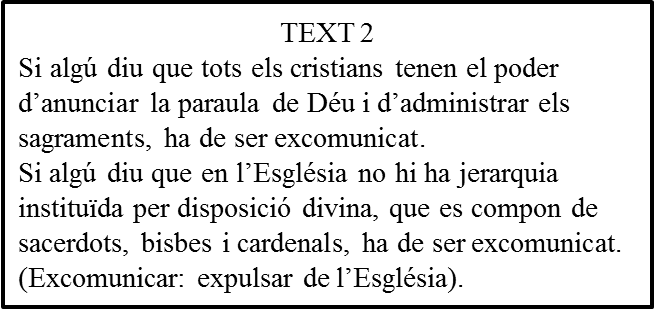 TEXT 2
Si algú diu que tots els cristians tenen el poder
d’anunciar la paraula de Déu i d’administrar els
sagraments, ha de ser excomunicat.
Si algú diu que en l’Església no hi ha jerarquia
instituïda per disposició divina, que es compon de
sacerdots, bisbes i cardenals, ha de ser excomunicat.
(Excomunicar: expulsar de l’Església).